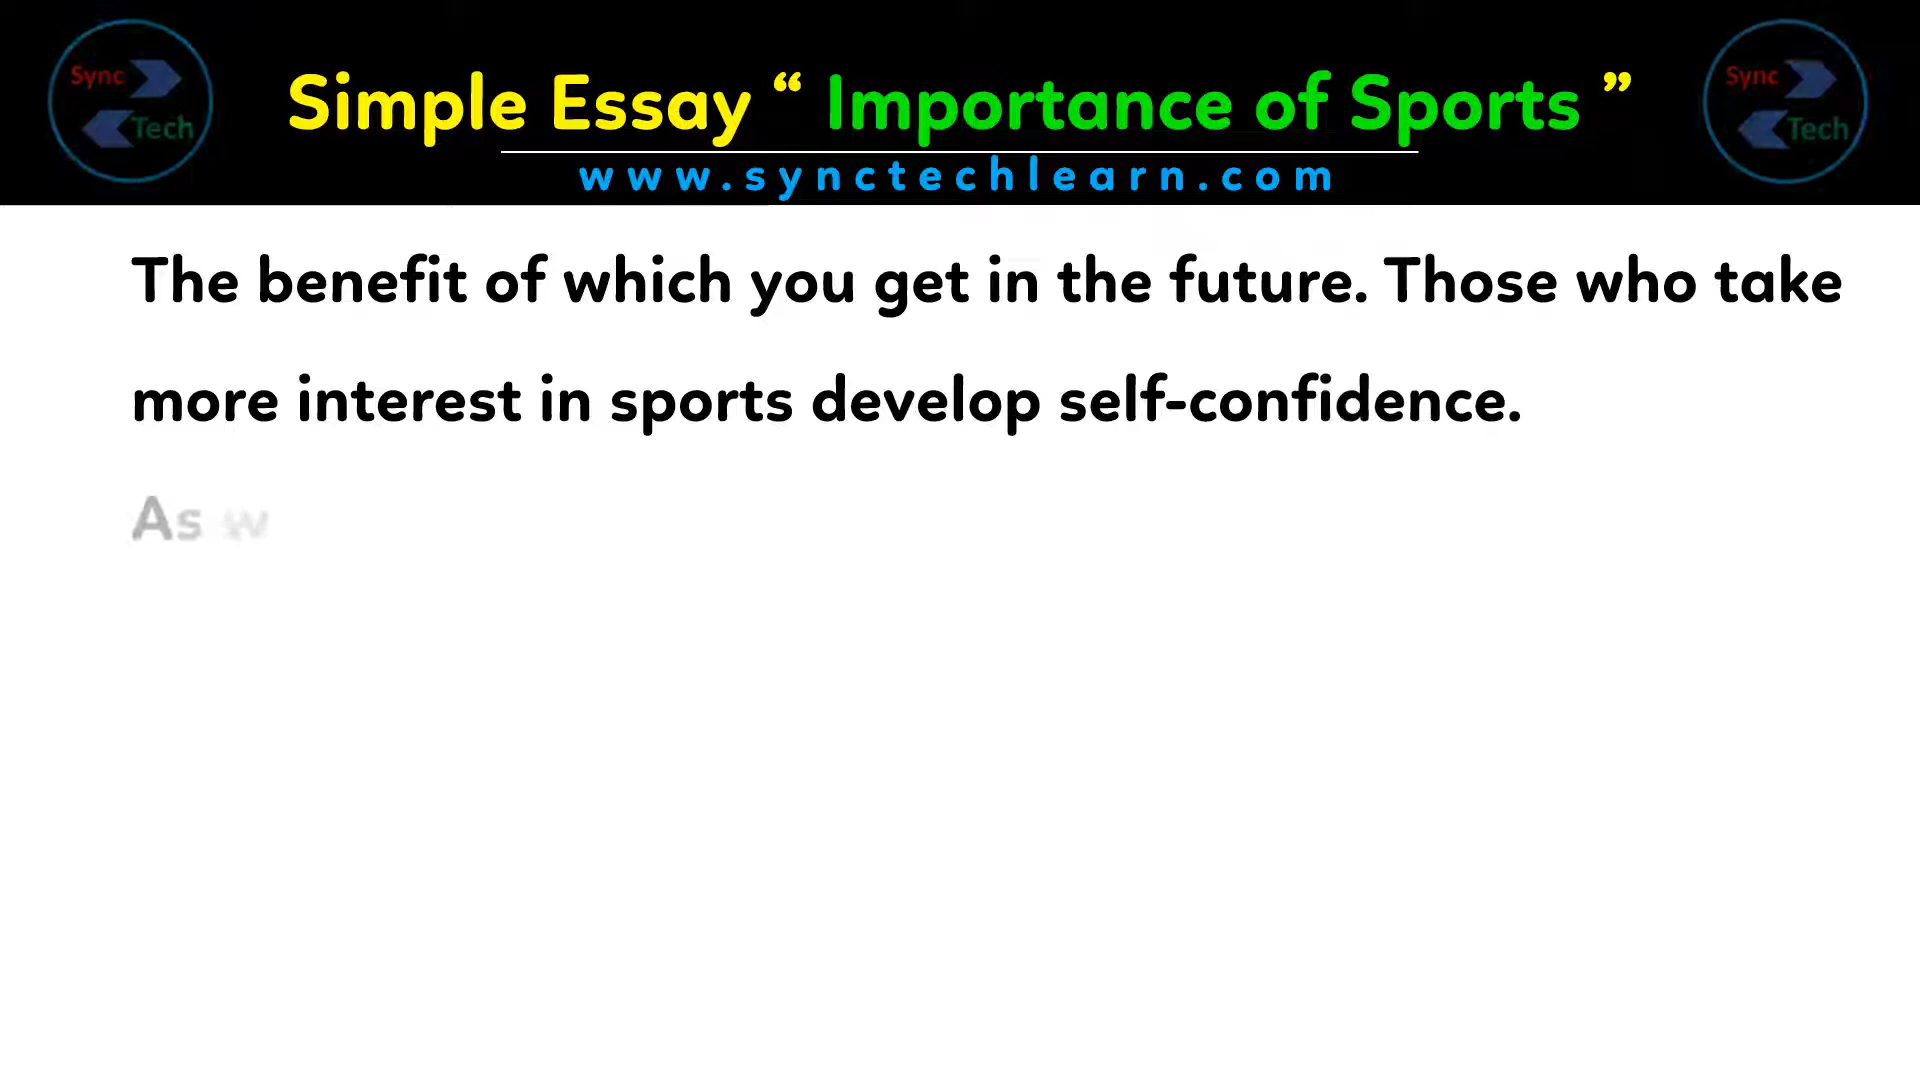 Sync
Tech
Simple Essay “ Importance of Sports ”
www.synctechlearn.com
Sync
Tech
The benefit of which you get in the future. Those who take
more interest in sports develop self-confidence.
As w